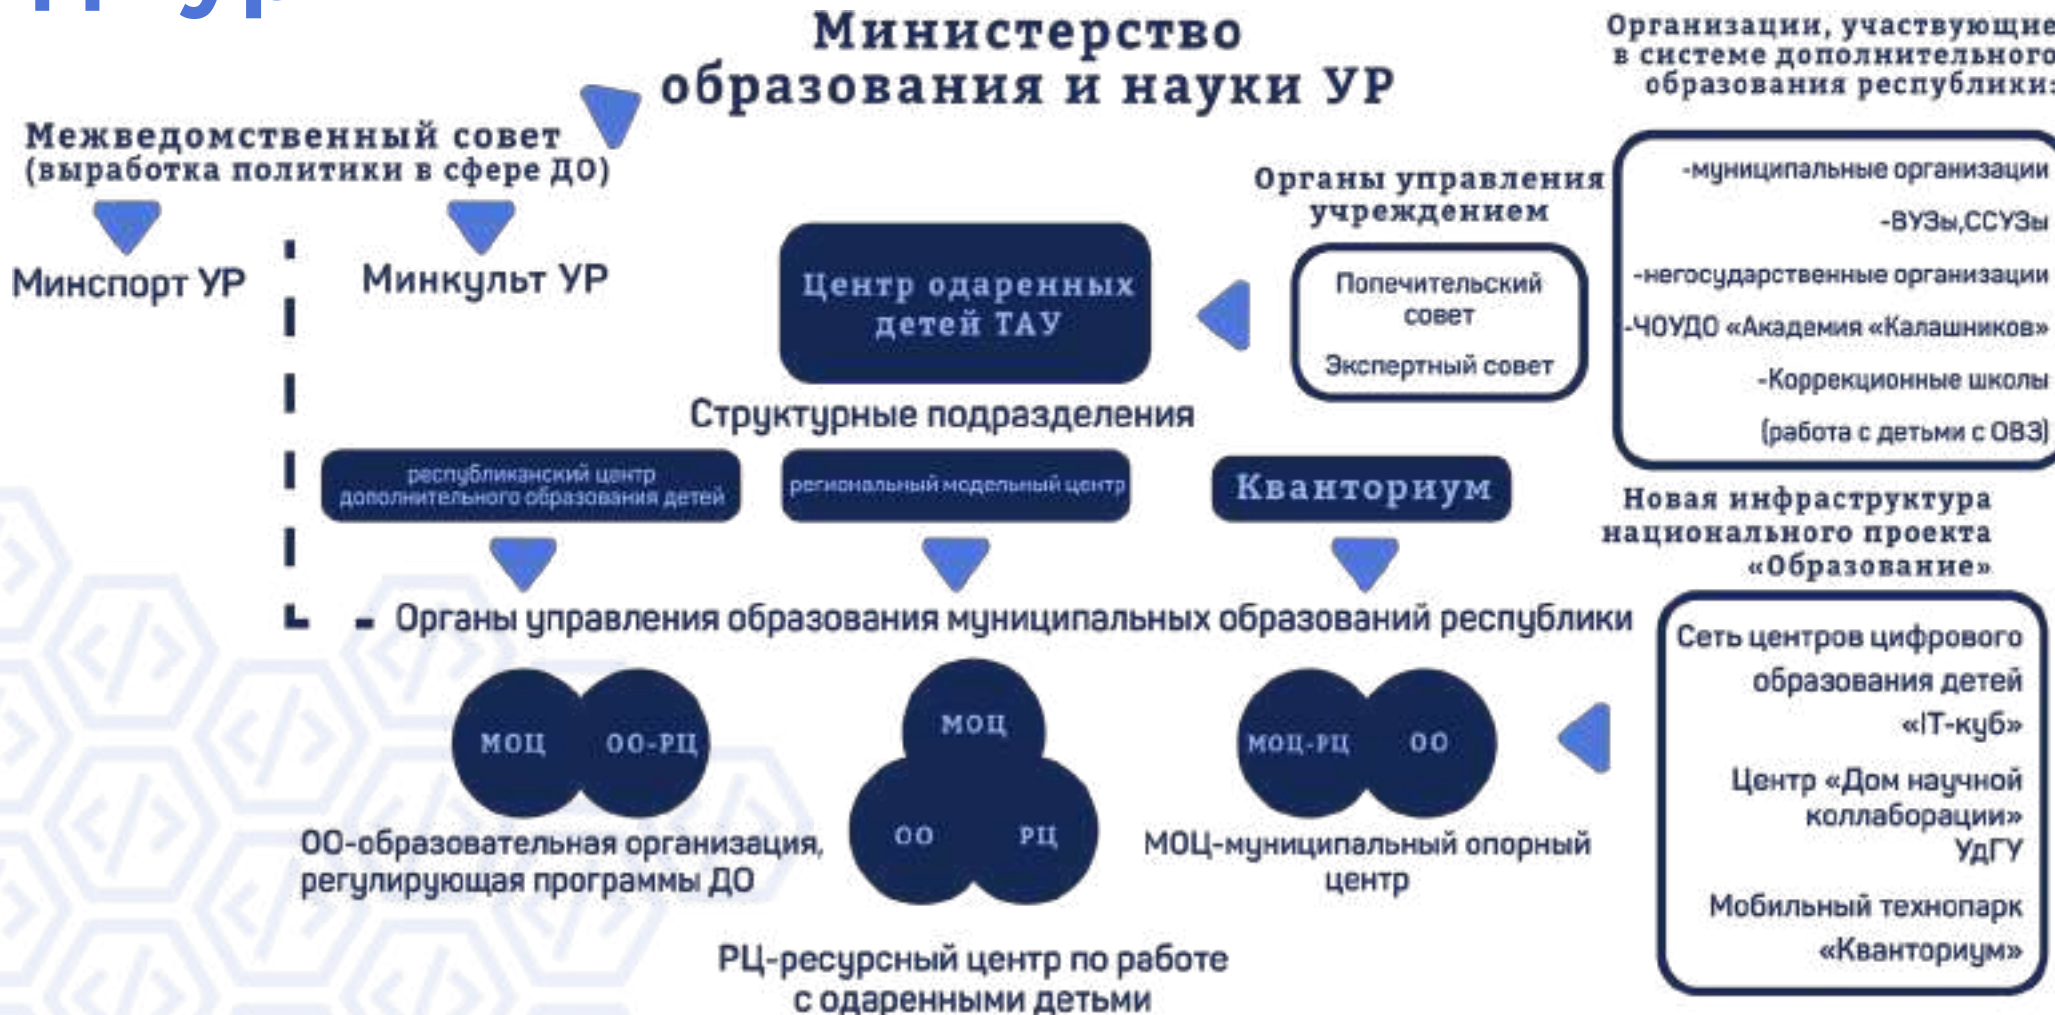 Министерство
образования и науки УР
Межведомственный совет
(выработка политики в сфере ДО)
Минспорт УР
Минкульт УР
Центр одаренных
детей ТАУ
Органы управления
учреждением
Попечительский
совет
Экспертный совет
Организации, участвующие
в системе дополнительного
образования республики:
-муниципальные организации
-ВУЗы,ССУЗы
-негосударственные организации
-ЧОУДО «Академия «Калашников»
-Коррекционные школы
(работа с детьми с ОВЗ)
Структурные подразделения
республиканский центр
дополнительного образования детей
региональный модельный центр
Кванториум
Новая инфраструктура
национального проекта
«Образование»
Сеть центров цифрового
образования детей
«IT-куб»
Центр «Дом научной
коллаборации»
УдГУ
Мобильный технопарк
«Кванториум»
Органы управления образования муниципальных образований республики
МОЦ
ОО-РЦ
МОЦ
ОО
РЦ
МОЦ-РЦ
ОО
ОО-образовательная организация,
регулирующая программы ДО
МОЦ-муниципальный опорный
центр
РЦ-ресурсный центр по работе
с одаренными детьми